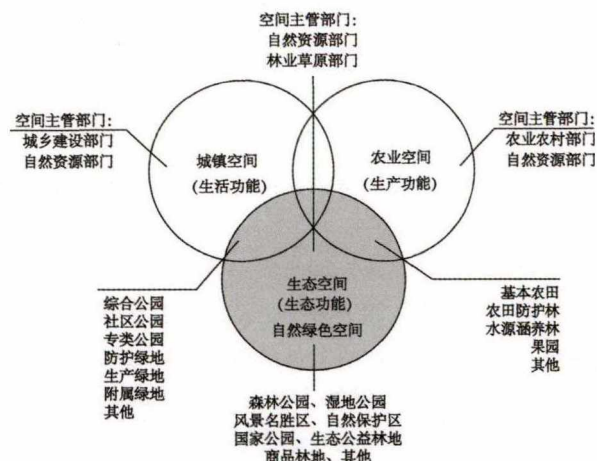 空间主管部门：
自然资源部门
林业草原部门
空间主管部门：
城乡建设部门
自然资源部门
空间主管部门：
农业农村部门
自然资源部门
城镇空间
（生活功能）
农业空间
（生产功能）
生态空间
（生态功能）
自然绿色空间
综合公园
社区公园
专类公园
防护绿地
生产绿地
附属绿地
其他
基本农田
农田防护林
水源涵养林
果园
其他
森林公园、湿地公园
风景名胜区、自然保护区
国家公园、生态公益林地
商品林地、其他